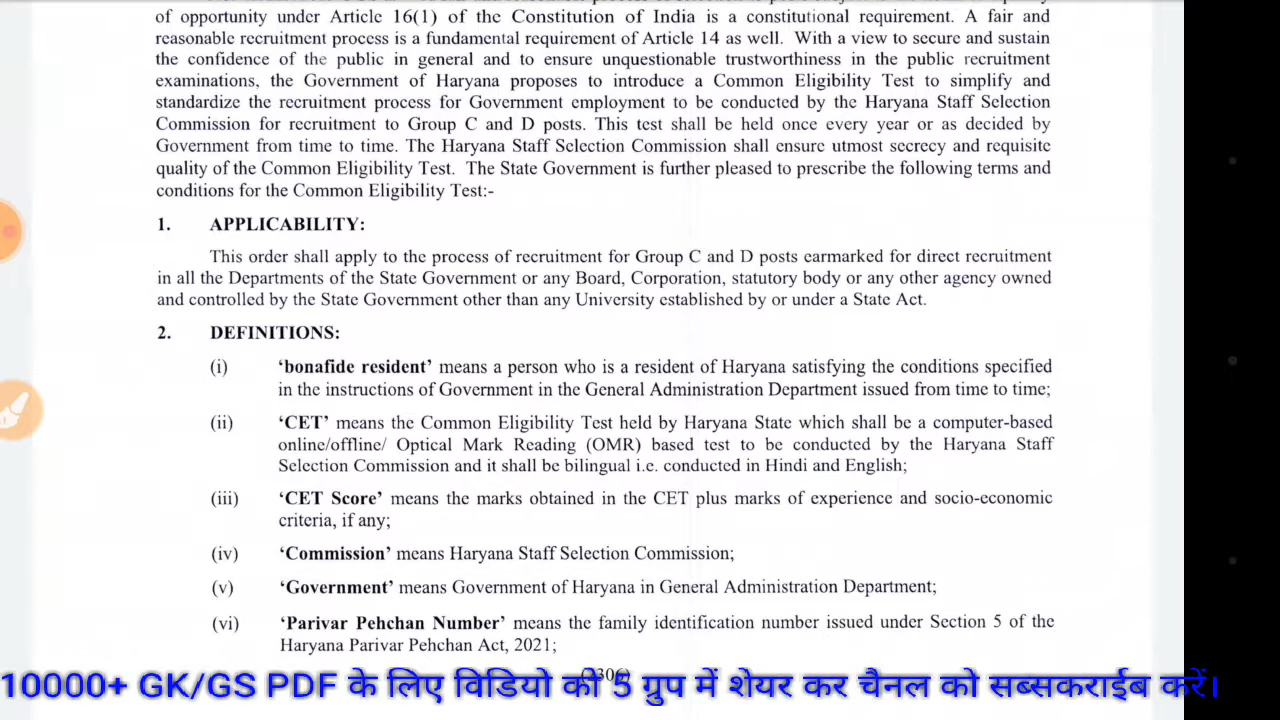 of opportunity under Article 16(1) of the Constitution of India is a constitutional requirement. A fair and
reasonable recruitment process is a fundamental requirement of Article 14 as well. With a view to secure and sustain
the confidence of the public in general and to ensure unquestionable trustworthiness in the public recruitment
examinations, the Government of Haryana proposes to introduce a Common Eligibility Test to simplify and
standardize the recruitment process for Government employment to be conducted by the Haryana Staff Selection
Commission for recruitment to Group C and D posts. This test shall be held once every year or as decided by
Government from time to time. The Haryana Staff Selection Commission shall ensure utmost secrecy and requisite
quality of the Common Eligibility Test. The State Government is further pleased to prescribe the following terms and
conditions for the Common Eligibility Test:-
1. APPLICABILITY:
This order shall apply to the process of recruitment for Group C and D posts earmarked for direct recruitment
in all the Departments of the State Government or any Board, Corporation, statutory body or any other agency owned
and controlled by the State Government other than any University established by or under a State Act.
2. DEFINITIONS:
(i) ‘bonafide resident’ means a person who is a resident of Haryana satisfying the conditions specified
in the instructions of Government in the General Administration Department issued from time to time;
(ii) ‘CET’ means the Common Eligibility Test held by Haryana State which shall be a computer-based
online/offline/ Optical Mark Reading (OMR) based test to be conducted by the Haryana Staff
Selection Commission and it shall be bilingual i.e. conducted in Hindi and English;
(iii) ‘CET Score’ means the marks obtained in the CET plus marks of experience and socio-economic
criteria, if any;
(iv) ‘Commission’ means Haryana Staff Selection Commission;
(v) ‘Government’ means Government of Haryana in General Administration Department;
(vi) ‘Parivar Pehchan Number’ means the family identification number issued under Section 5 of the
Haryana Parivar Pehchan Act, 2021;
10000+ GK/GS PDF के लिए विडियो को 5 ग्रुप में शेयर कर चैनल को सब्सकराईब करें।